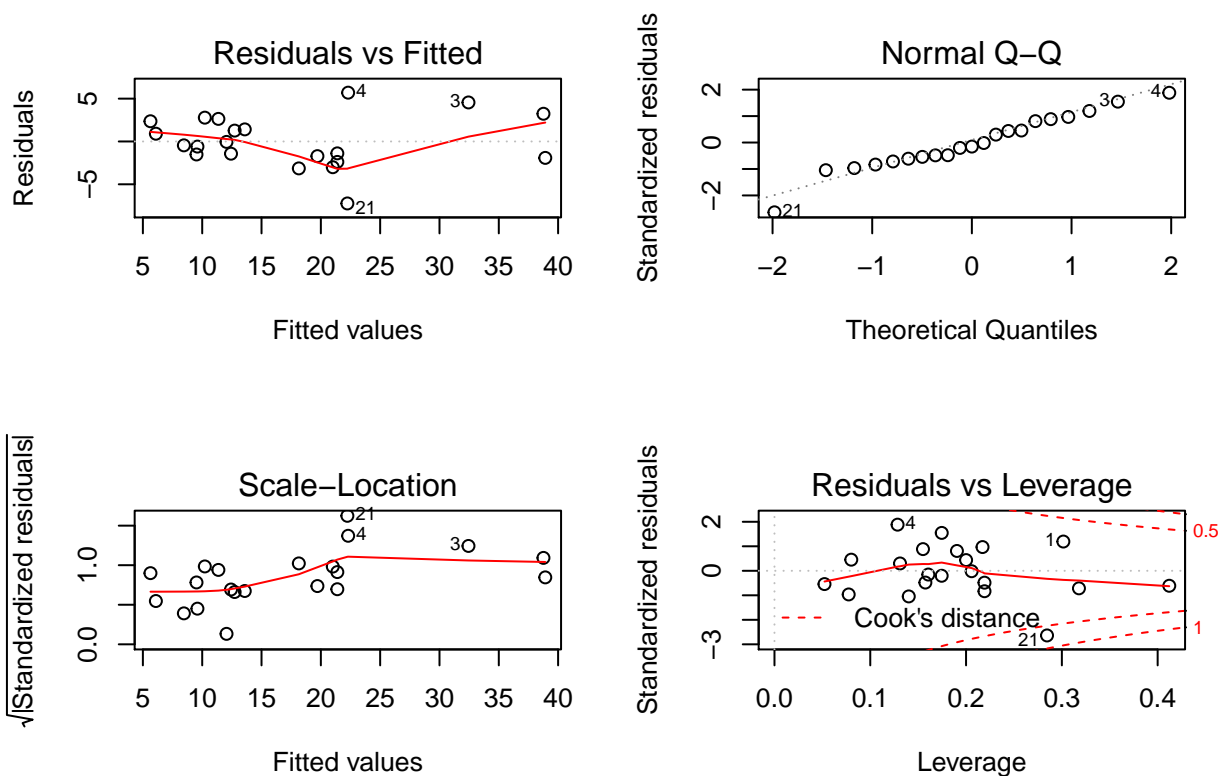 Residuals vs Fitted
Residuals
5
−5
4
3
21
5 10 15 20 25 30 35 40
Fitted values
Normal Q−Q
Standardized residuals
2
0
−2
3
4
21
−2 −1 0 1 2
Theoretical Quantiles
Scale−Location
√|Standardized residuals|
1.0
0.0
21
4
3
5 10 15 20 25 30 35 40
Fitted values
Residuals vs Leverage
Standardized residuals
2
0
−3
4
1
0.5
Cook's distance
21
1
0.0 0.1 0.2 0.3 0.4
Leverage